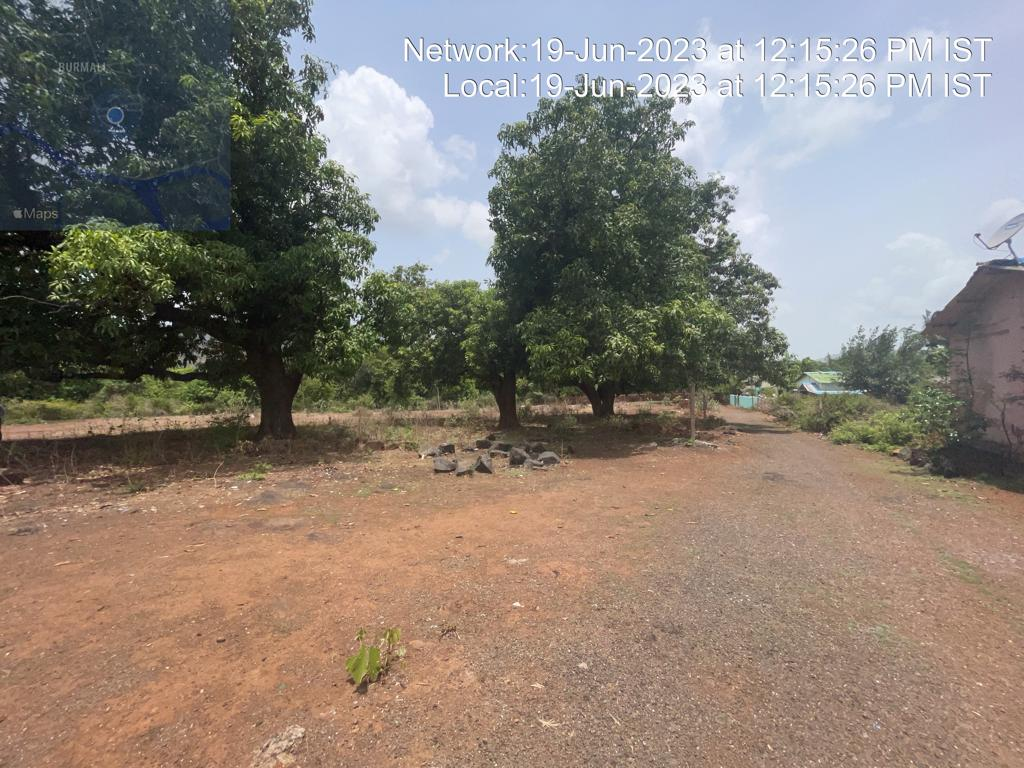 Network:19-Jun-2023 at 12:15:26 PM IST
Local:19-Jun-2023 at 12:15:26 PM IST
BURMALI
Maps